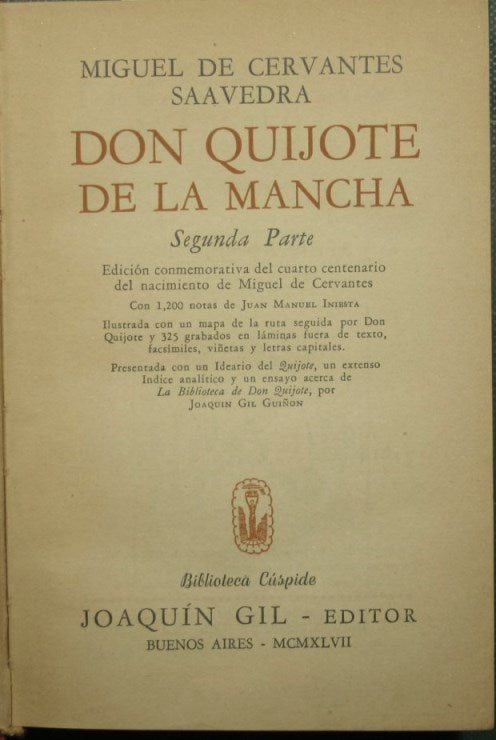 MIGUEL DE CERVANTES
SAAVEDRA
DON QUIJOTE
DE LA MANCHA
Segunda Parte
Edición conmemorativa del cuarto centenario
del nacimiento de Miguel de Cervantes
Con 1,200 notas de JUAN MANUEL INIESTA
Ilustrada con un mapa de la ruta seguida por Don
Quijote y 325 grabados en láminas fuera de texto,
facsímiles, viñetas y letras capitales.
Presentada con un Ideario del Quijote, un extenso
Indice analítico y un ensayo acerca de
La Biblioteca de Don Quijote, por
JOAQUIN GIL GUIÑON
Biblioteca Cúspide
JOAQUÍN GIL - EDITOR
BUENOS AIRES - MCMXLVII